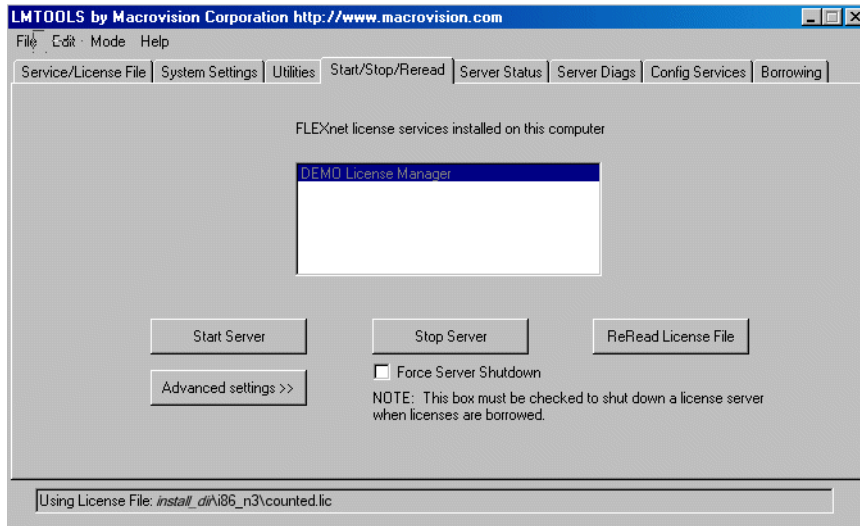 LMTOOLS by Macrovision Corporation http://www.macrovision.com
File Edit Mode Help
Service/License File System Settings Utilities Start/Stop/Reread Server Status Server Diags Config Services Borrowing
FLEXnet license services installed on this computer
DEMO License Manager
Start Server Stop Server ReRead License File
Force Server Shutdown
Advanced settings >>
NOTE: This box must be checked to shut down a license server
when licenses are borrowed.
Using License File: install_dir\i86_n3\counted.lic